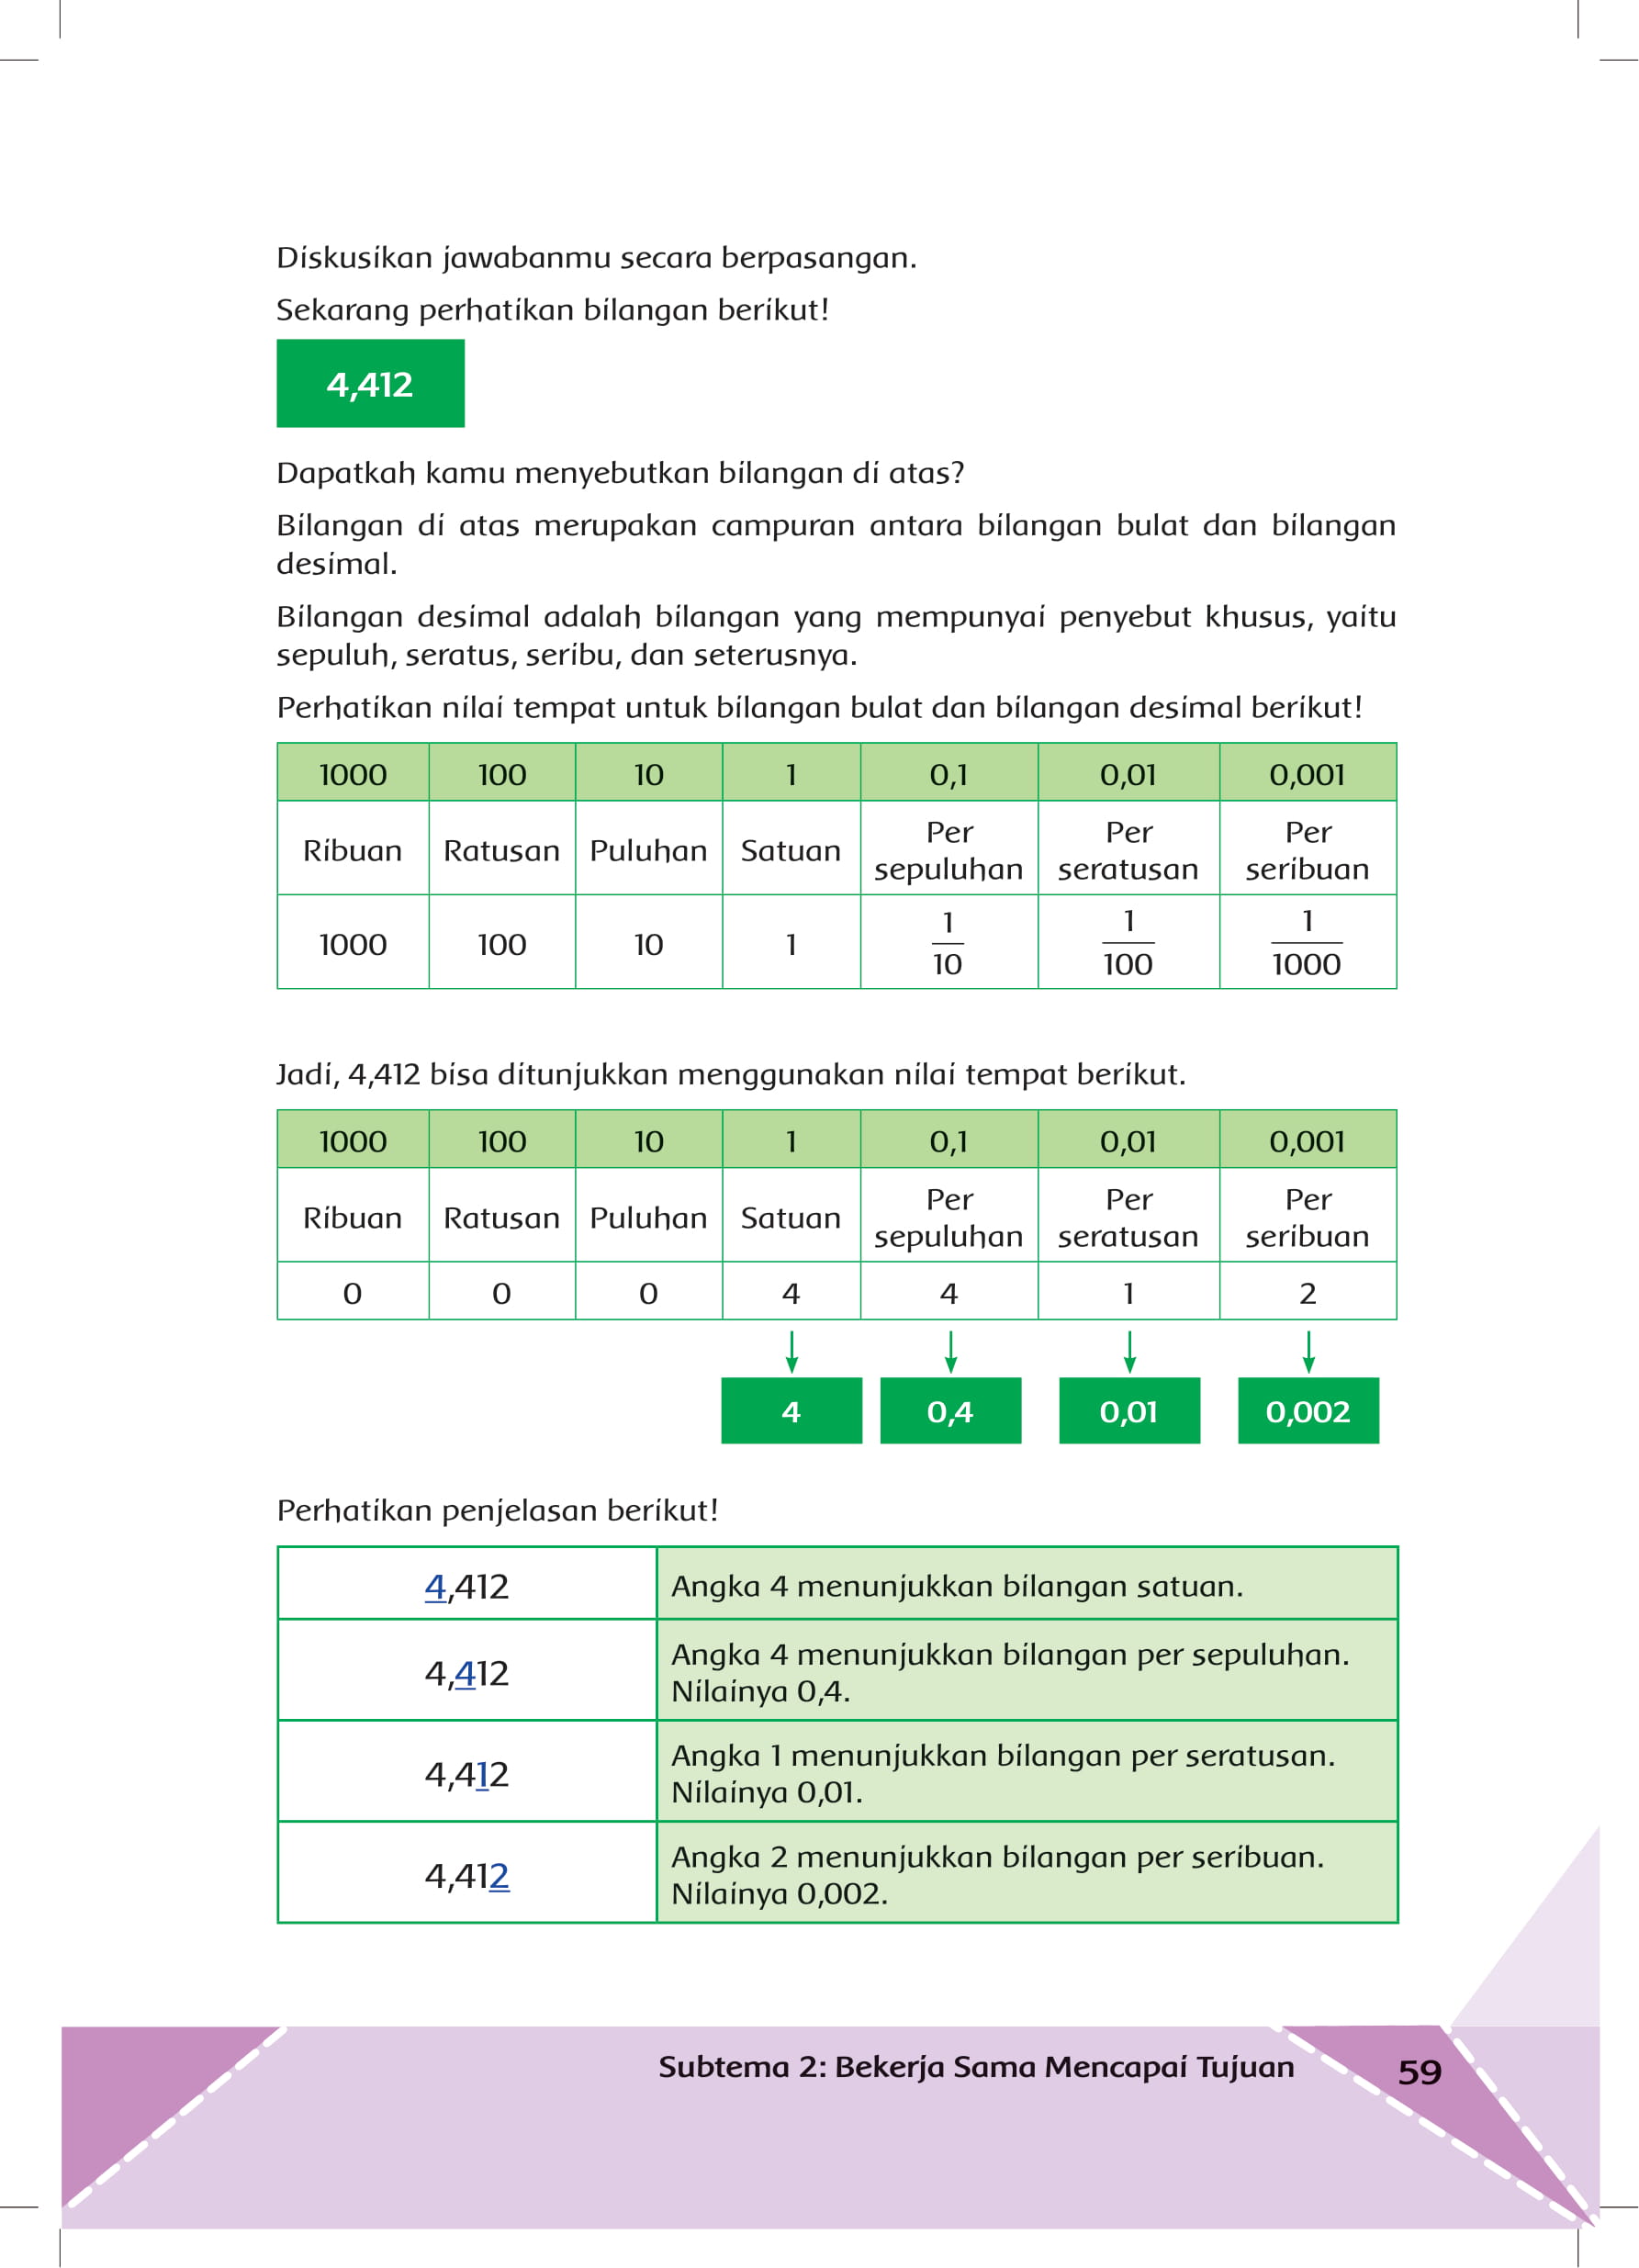 Diskusikan jawabanmu secara berpasangan.
Sekarang perhatikan bilangan berikut!
4,412
Dapatkah kamu menyebutkan bilangan di atas?
Bilangan di atas merupakan campuran antara bilangan bulat dan bilangan
desimal.
Bilangan desimal adalah bilangan yang mempunyai penyebut khusus, yaitu
sepuluh, seratus, seribu, dan seterusnya.
Perhatikan nilai tempat untuk bilangan bulat dan bilangan desimal berikut!
1000 100 10 1 0,1 0,01 0,001
Ribuan Ratusan Puluhan Satuan Per sepuluhan Per seratusan Per seribuan
1000 100 10 1 1/10 1/100 1/1000
Jadi, 4,412 bisa ditunjukkan menggunakan nilai tempat berikut.
1000 100 10 1 0,1 0,01 0,001
Ribuan Ratusan Puluhan Satuan Per sepuluhan Per seratusan Per seribuan
0 0 0 4 4 1 2
4 0,4 0,01 0,002
Perhatikan penjelasan berikut!
4,412 Angka 4 menunjukkan bilangan satuan.
4,412 Angka 4 menunjukkan bilangan per sepuluhan.
Nilainya 0,4.
4,412 Angka 1 menunjukkan bilangan per seratusan.
Nilainya 0,01.
4,412 Angka 2 menunjukkan bilangan per seribuan.
Nilainya 0,002.
Subtema 2: Bekerja Sama Mencapai Tujuan 59